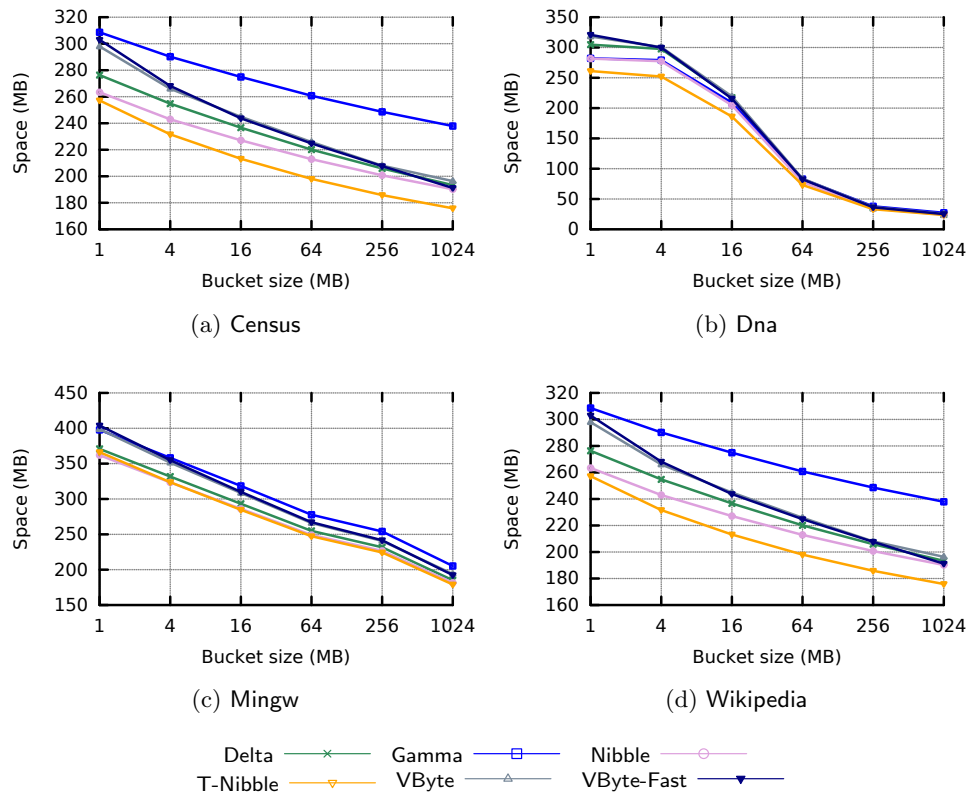 320
300
280
260
240
220
200
180
160
Space (MB)
1 4 16 64 256 1024
Bucket size (MB)
(a) Census
350
300
250
200
150
100
50
0
Space (MB)
1 4 16 64 256 1024
Bucket size (MB)
(b) Dna
450
400
350
300
250
200
150
Space (MB)
1 4 16 64 256 1024
Bucket size (MB)
(c) Mingw
320
300
280
260
240
220
200
180
160
Space (MB)
1 4 16 64 256 1024
Bucket size (MB)
(d) Wikipedia
Delta Gamma Nibble
T-Nibble VByte VByte-Fast